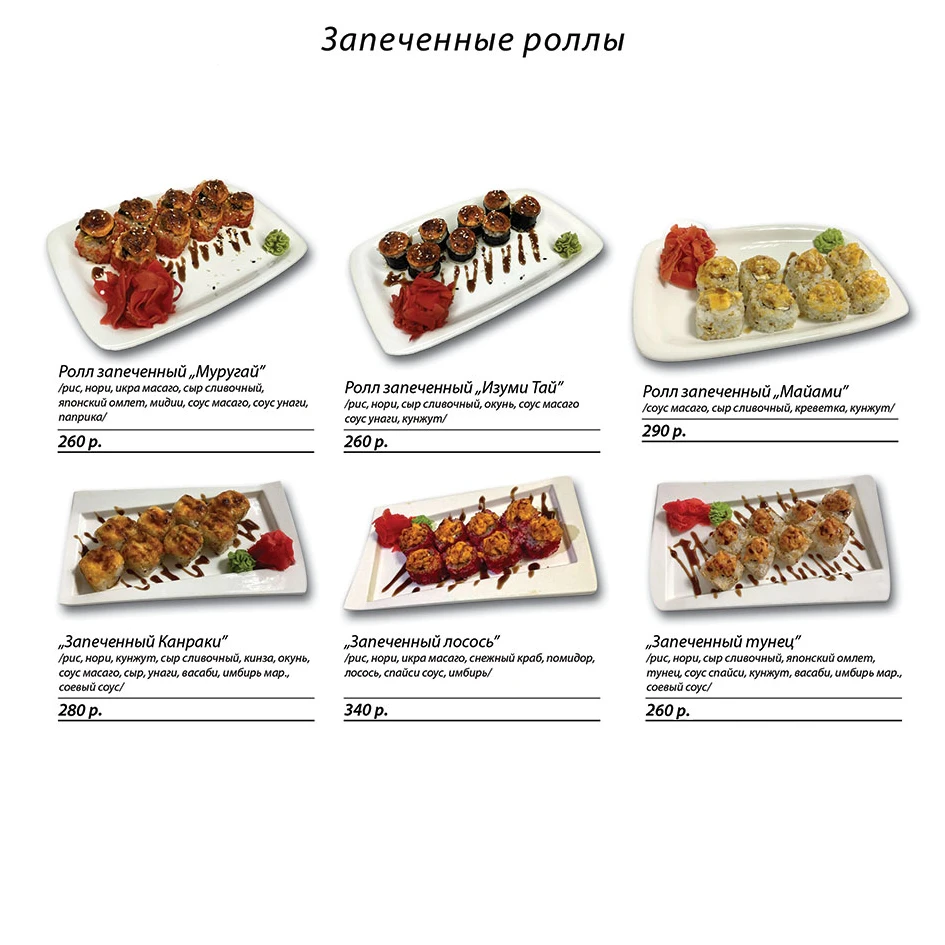 Запеченные роллы
Ролл запеченный „Муругай”
/рис, нори, икра масаго, сыр сливочный,
японский омлет, мидии, соус масаго, соус унаги,
паприка/
260 р.
Ролл запеченный „Изуми Тай”
/рис, нори, сыр сливочный, окунь, соус масаго
соус унаги, кунжут/
260 р.
Ролл запеченный „Майами”
/соус масаго, сыр сливочный, креветка, кунжут/
290 р.
„Запеченный Канраки”
/рис, нори, кунжут, сыр сливочный, кинза, окунь,
соус масаго, сыр, унаги, васаби, имбирь мар.,
соевый соус/
280 р.
„Запеченный лосось”
/рис, нори, икра масаго, снежный краб, помидор,
лосось, спайси соус, имбирь/
340 р.
„Запеченный тунец”
/рис, нори, сыр сливочный, японский омлет,
тунец, соус спайси, кунжут, васаби, имбирь мар.,
соевый соус/
260 р.